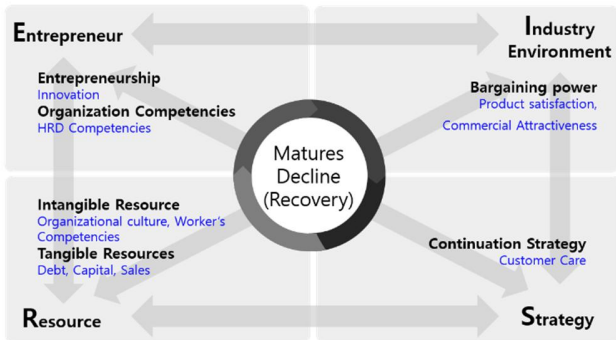 Entrepreneur
Entrepreneurship
Innovation
Organization Competencies
HRD Competencies
Industry
Environment
Bargaining power
Product satisfaction,
Commercial Attractiveness
Matures
Decline
(Recovery)
Intangible Resource
Organizational culture, Worker's
Competencies
Tangible Resources
Debt, Capital, Sales
Resource
Continuation Strategy
Customer Care
Strategy